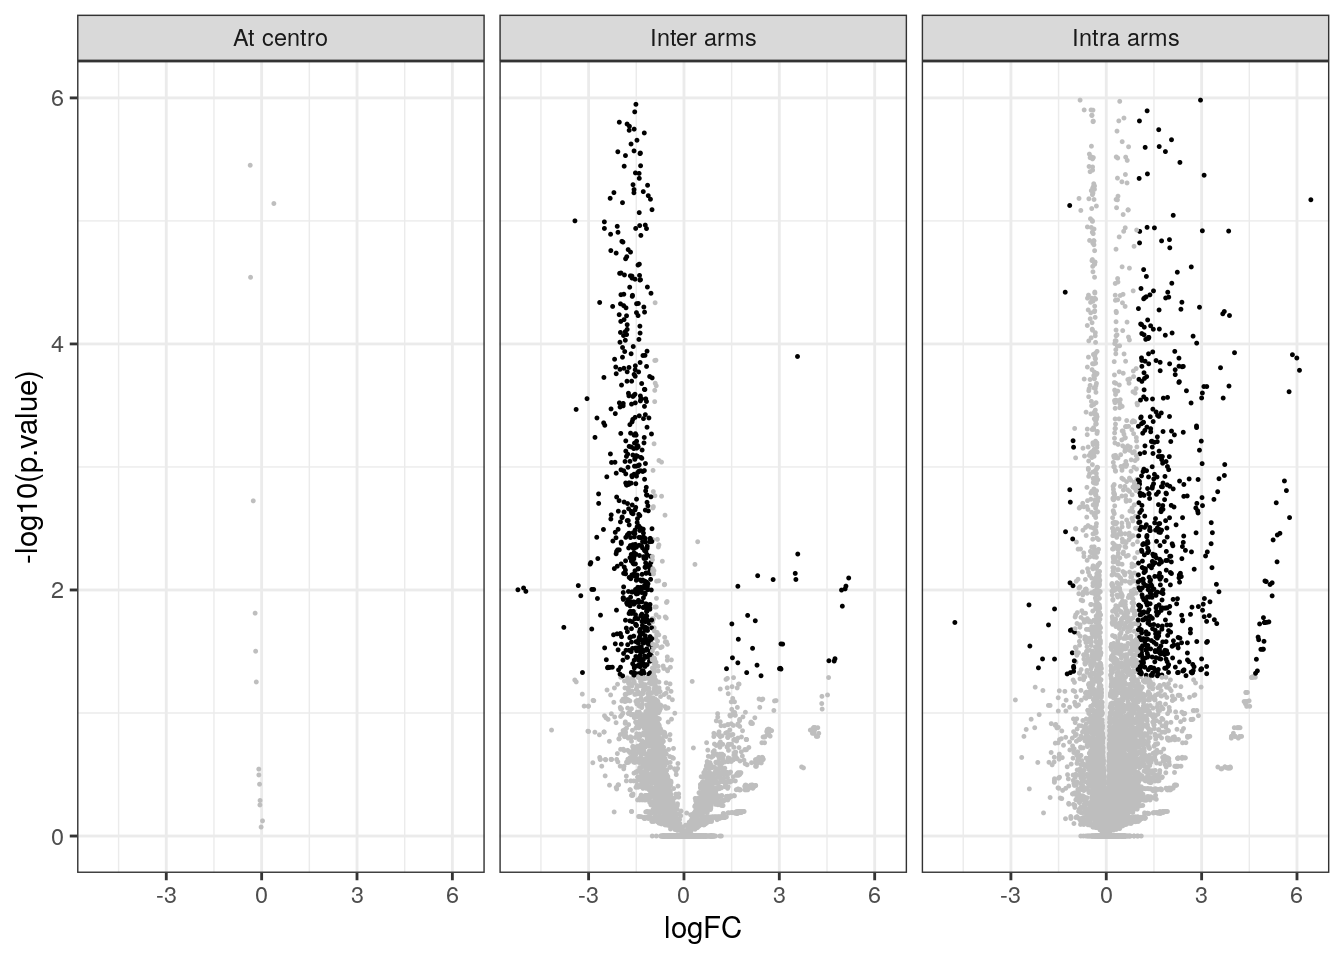 At centro Inter arms Intra arms
6
4
2
0
-log10(p.value)
-3 0 3 6 -3 0 3 6 -3 0 3 6
logFC